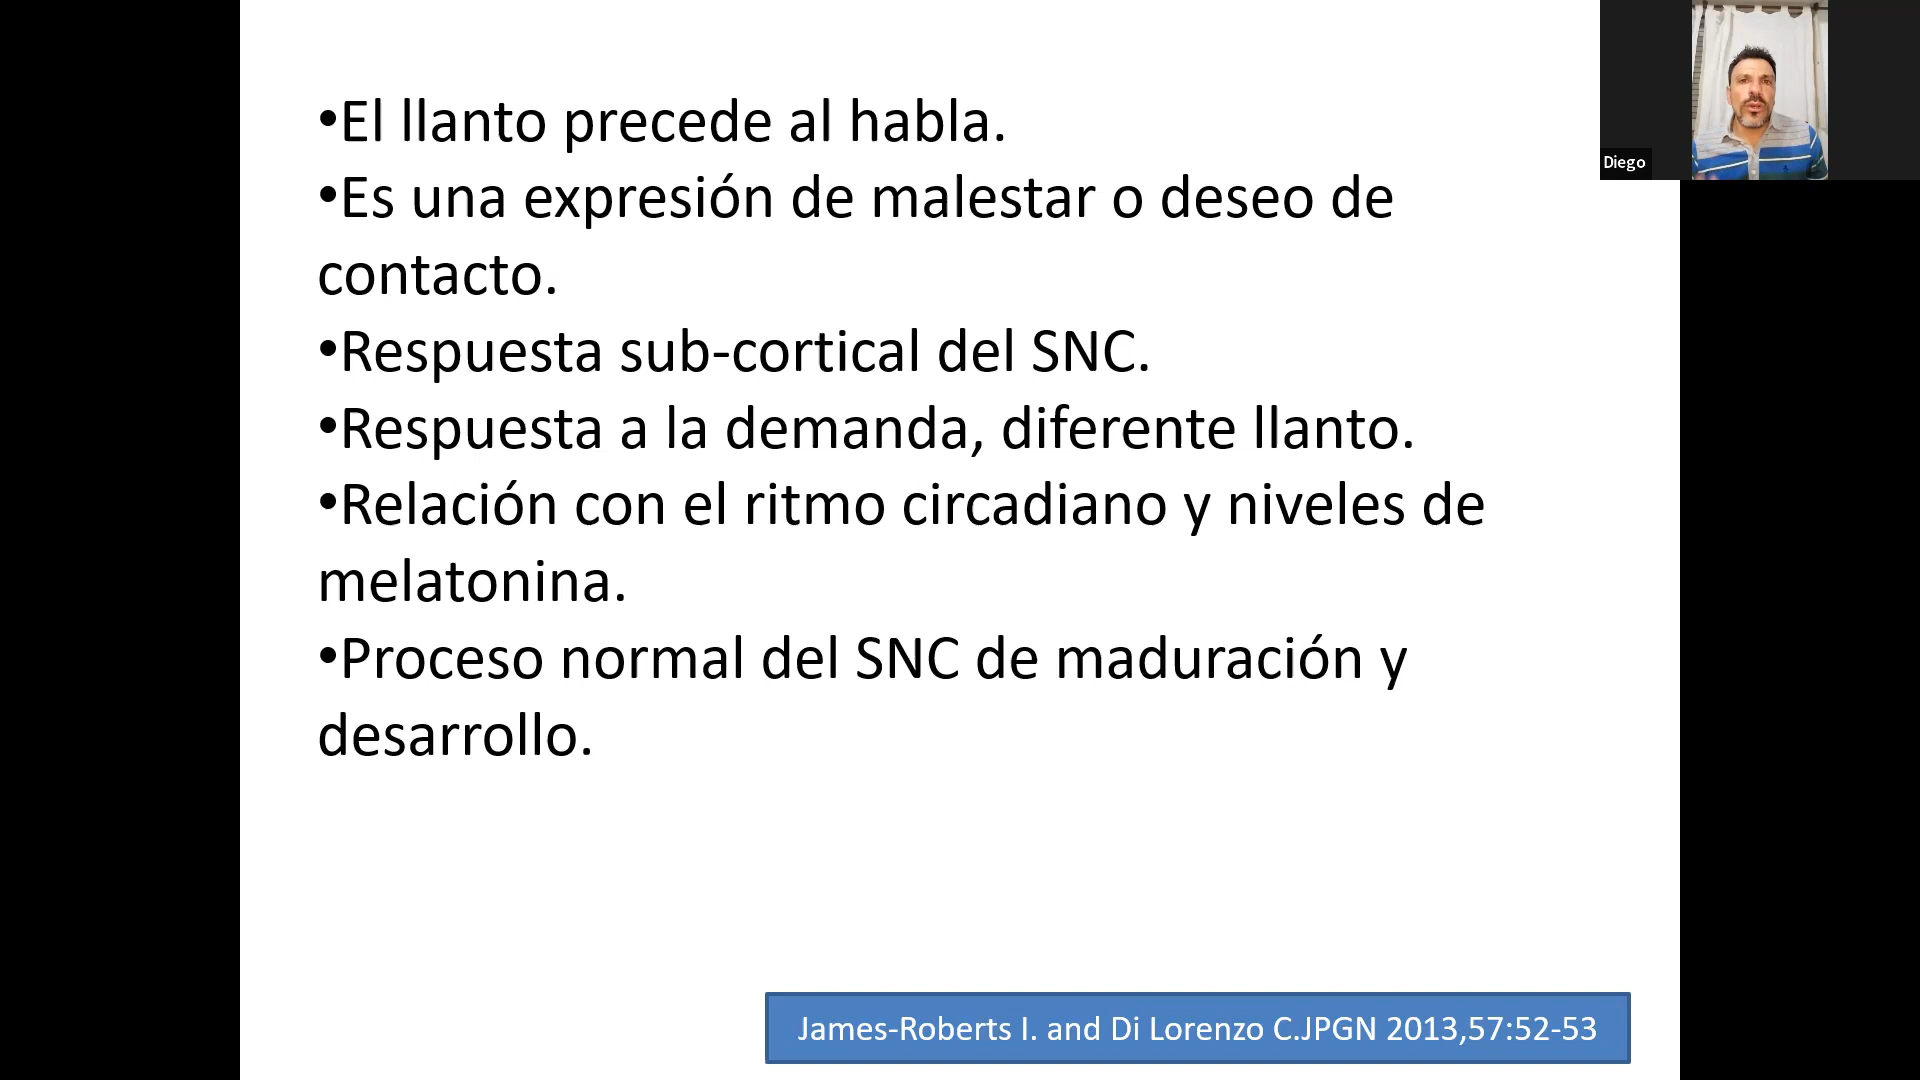 •El llanto precede al habla.
•Es una expresión de malestar o deseo de
contacto.
•Respuesta sub-cortical del SNC.
•Respuesta a la demanda, diferente llanto.
•Relación con el ritmo circadiano y niveles de
melatonina.
•Proceso normal del SNC de maduración y
desarrollo.
James-Roberts I. and Di Lorenzo C.JPGN 2013,57:52-53
Diego